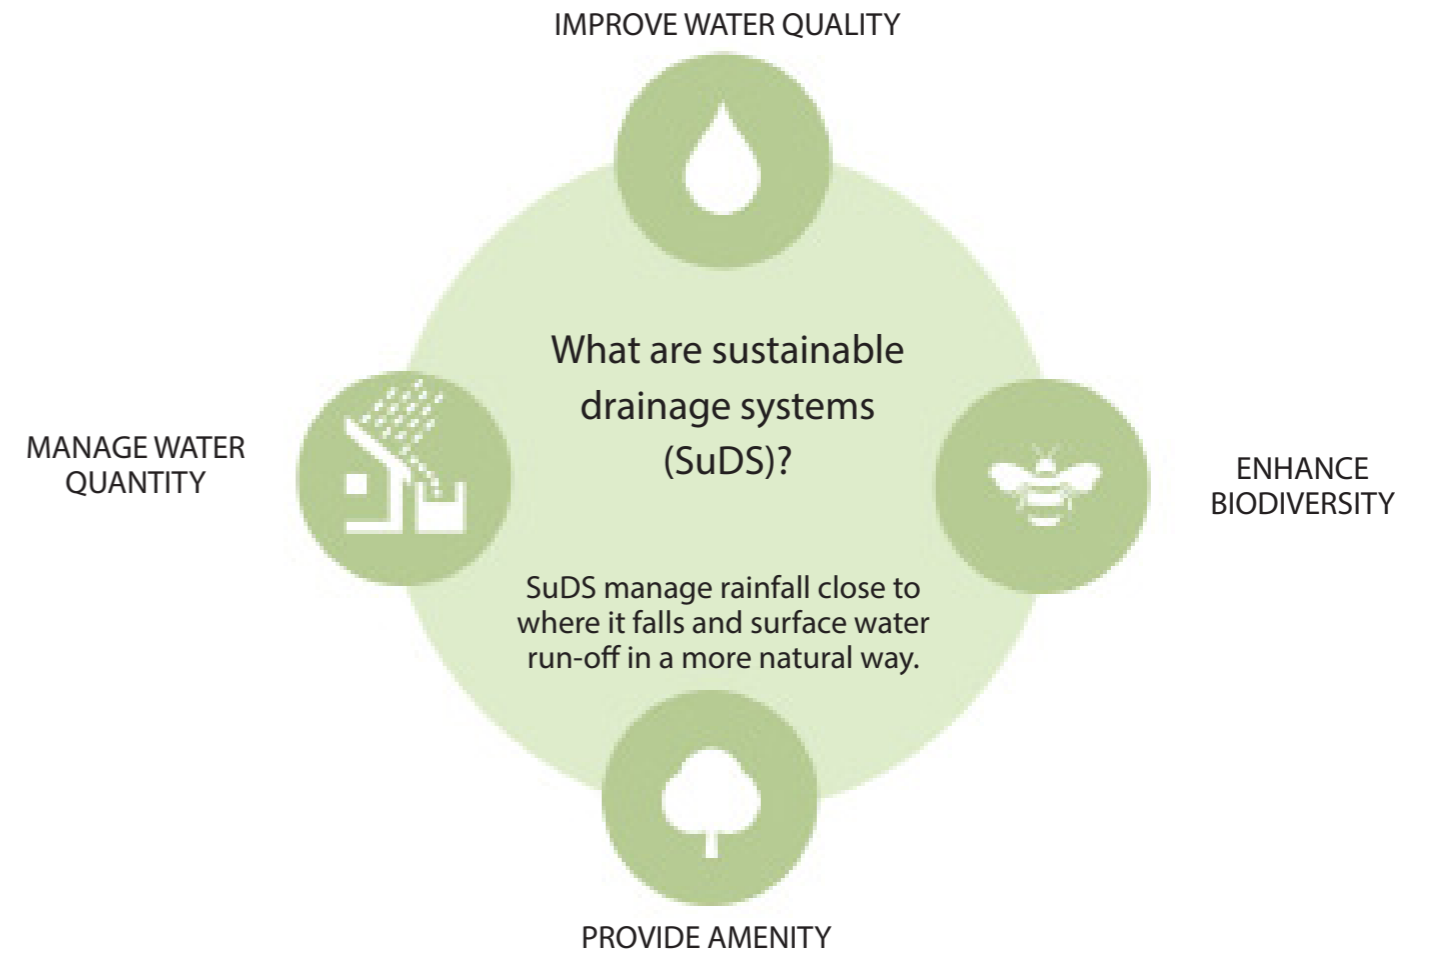 IMPROVE WATER QUALITY
What are sustainable
drainage systems
(SuDS)?
MANAGE WATER
QUANTITY
ENHANCE
BIODIVERSITY
SuDS manage rainfall close to
where it falls and surface water
run-off in a more natural way.
PROVIDE AMENITY